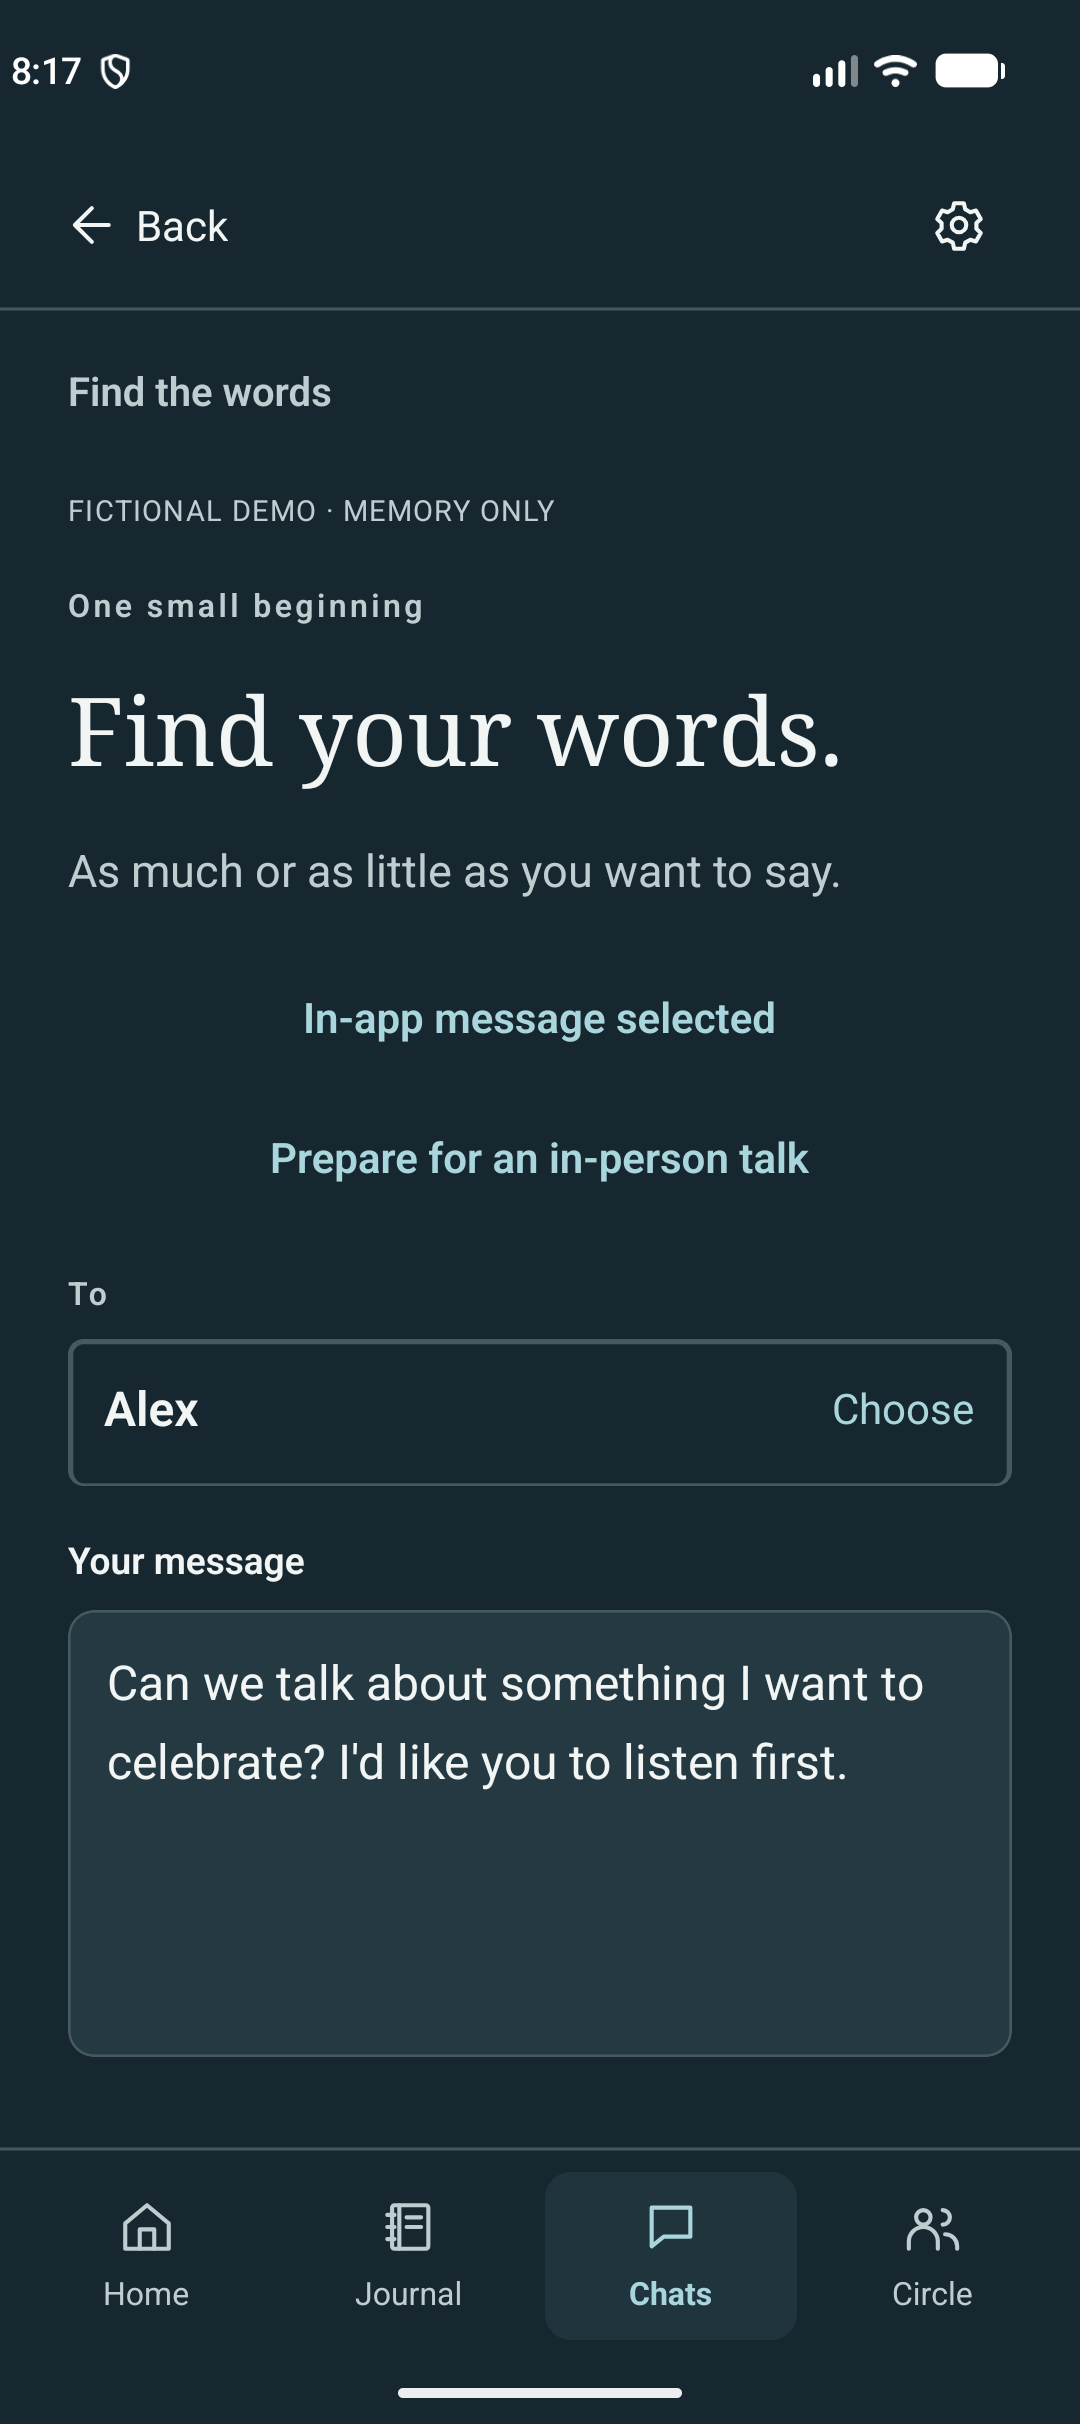 8:17
Back
Find the words
FICTIONAL DEMO · MEMORY ONLY
One small beginning
Find your words.
As much or as little as you want to say.
In-app message selected
Prepare for an in-person talk
To
Alex
Choose
Your message
Can we talk about something I want to
celebrate? I'd like you to listen first.
Home
Journal
Chats
Circle